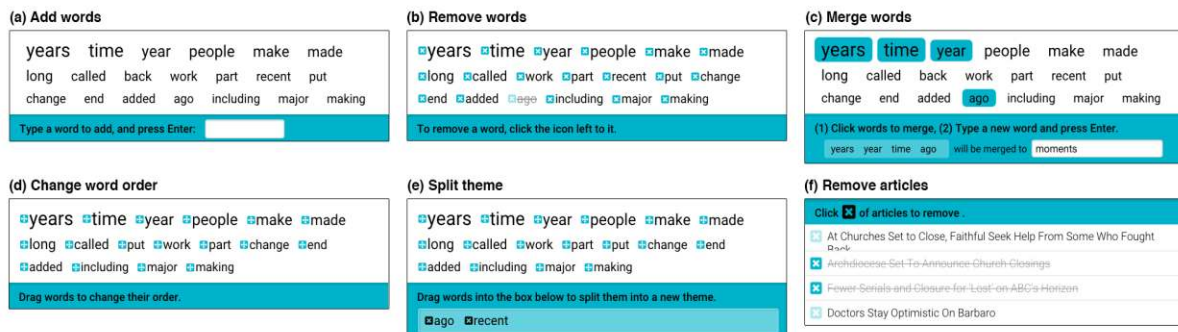 (a) Add words
years time year people make made
long called back work part recent put
change end added ago including major making
Type a word to add, and press Enter:
(b) Remove words
years time year people make made
long called work part recent put change
end added ago including major making
To remove a word, click the icon left to it.
(c) Merge words
years time year people make made
long called back work part recent put
change end added ago including major making
(1) Click words to merge, (2) Type a new word and press Enter.
years year time ago will be merged to moments
(d) Change word order
years time year people make made
long called put work part change end
added including major making
Drag words to change their order.
(e) Split theme
years time year people make made
long called work part put change end
added including major making
Drag words into the box below to split them into a new theme.
ago recent
(f) Remove articles
Click of articles to remove .
At Churches Set to Close, Faithful Seek Help From Some Who Fought
Back
Archdiocese Set To Announce Church Closings
Fewer Serials and Closure for 'Lost' on ABC's Horizon
Doctors Stay Optimistic On Barbaro